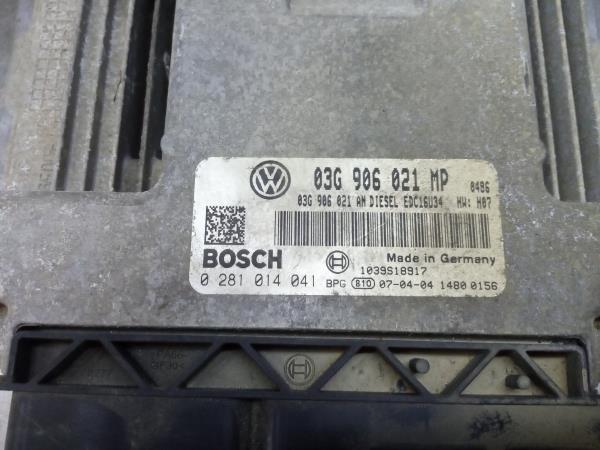 03G 906 021 MP 0486
03G 906 021 AM DIESEL EDC16U34 HW: H07
BOSCH Made in Germany
1039S18917
0 281 014 041 BPG 810 07-04-04 1480 0156